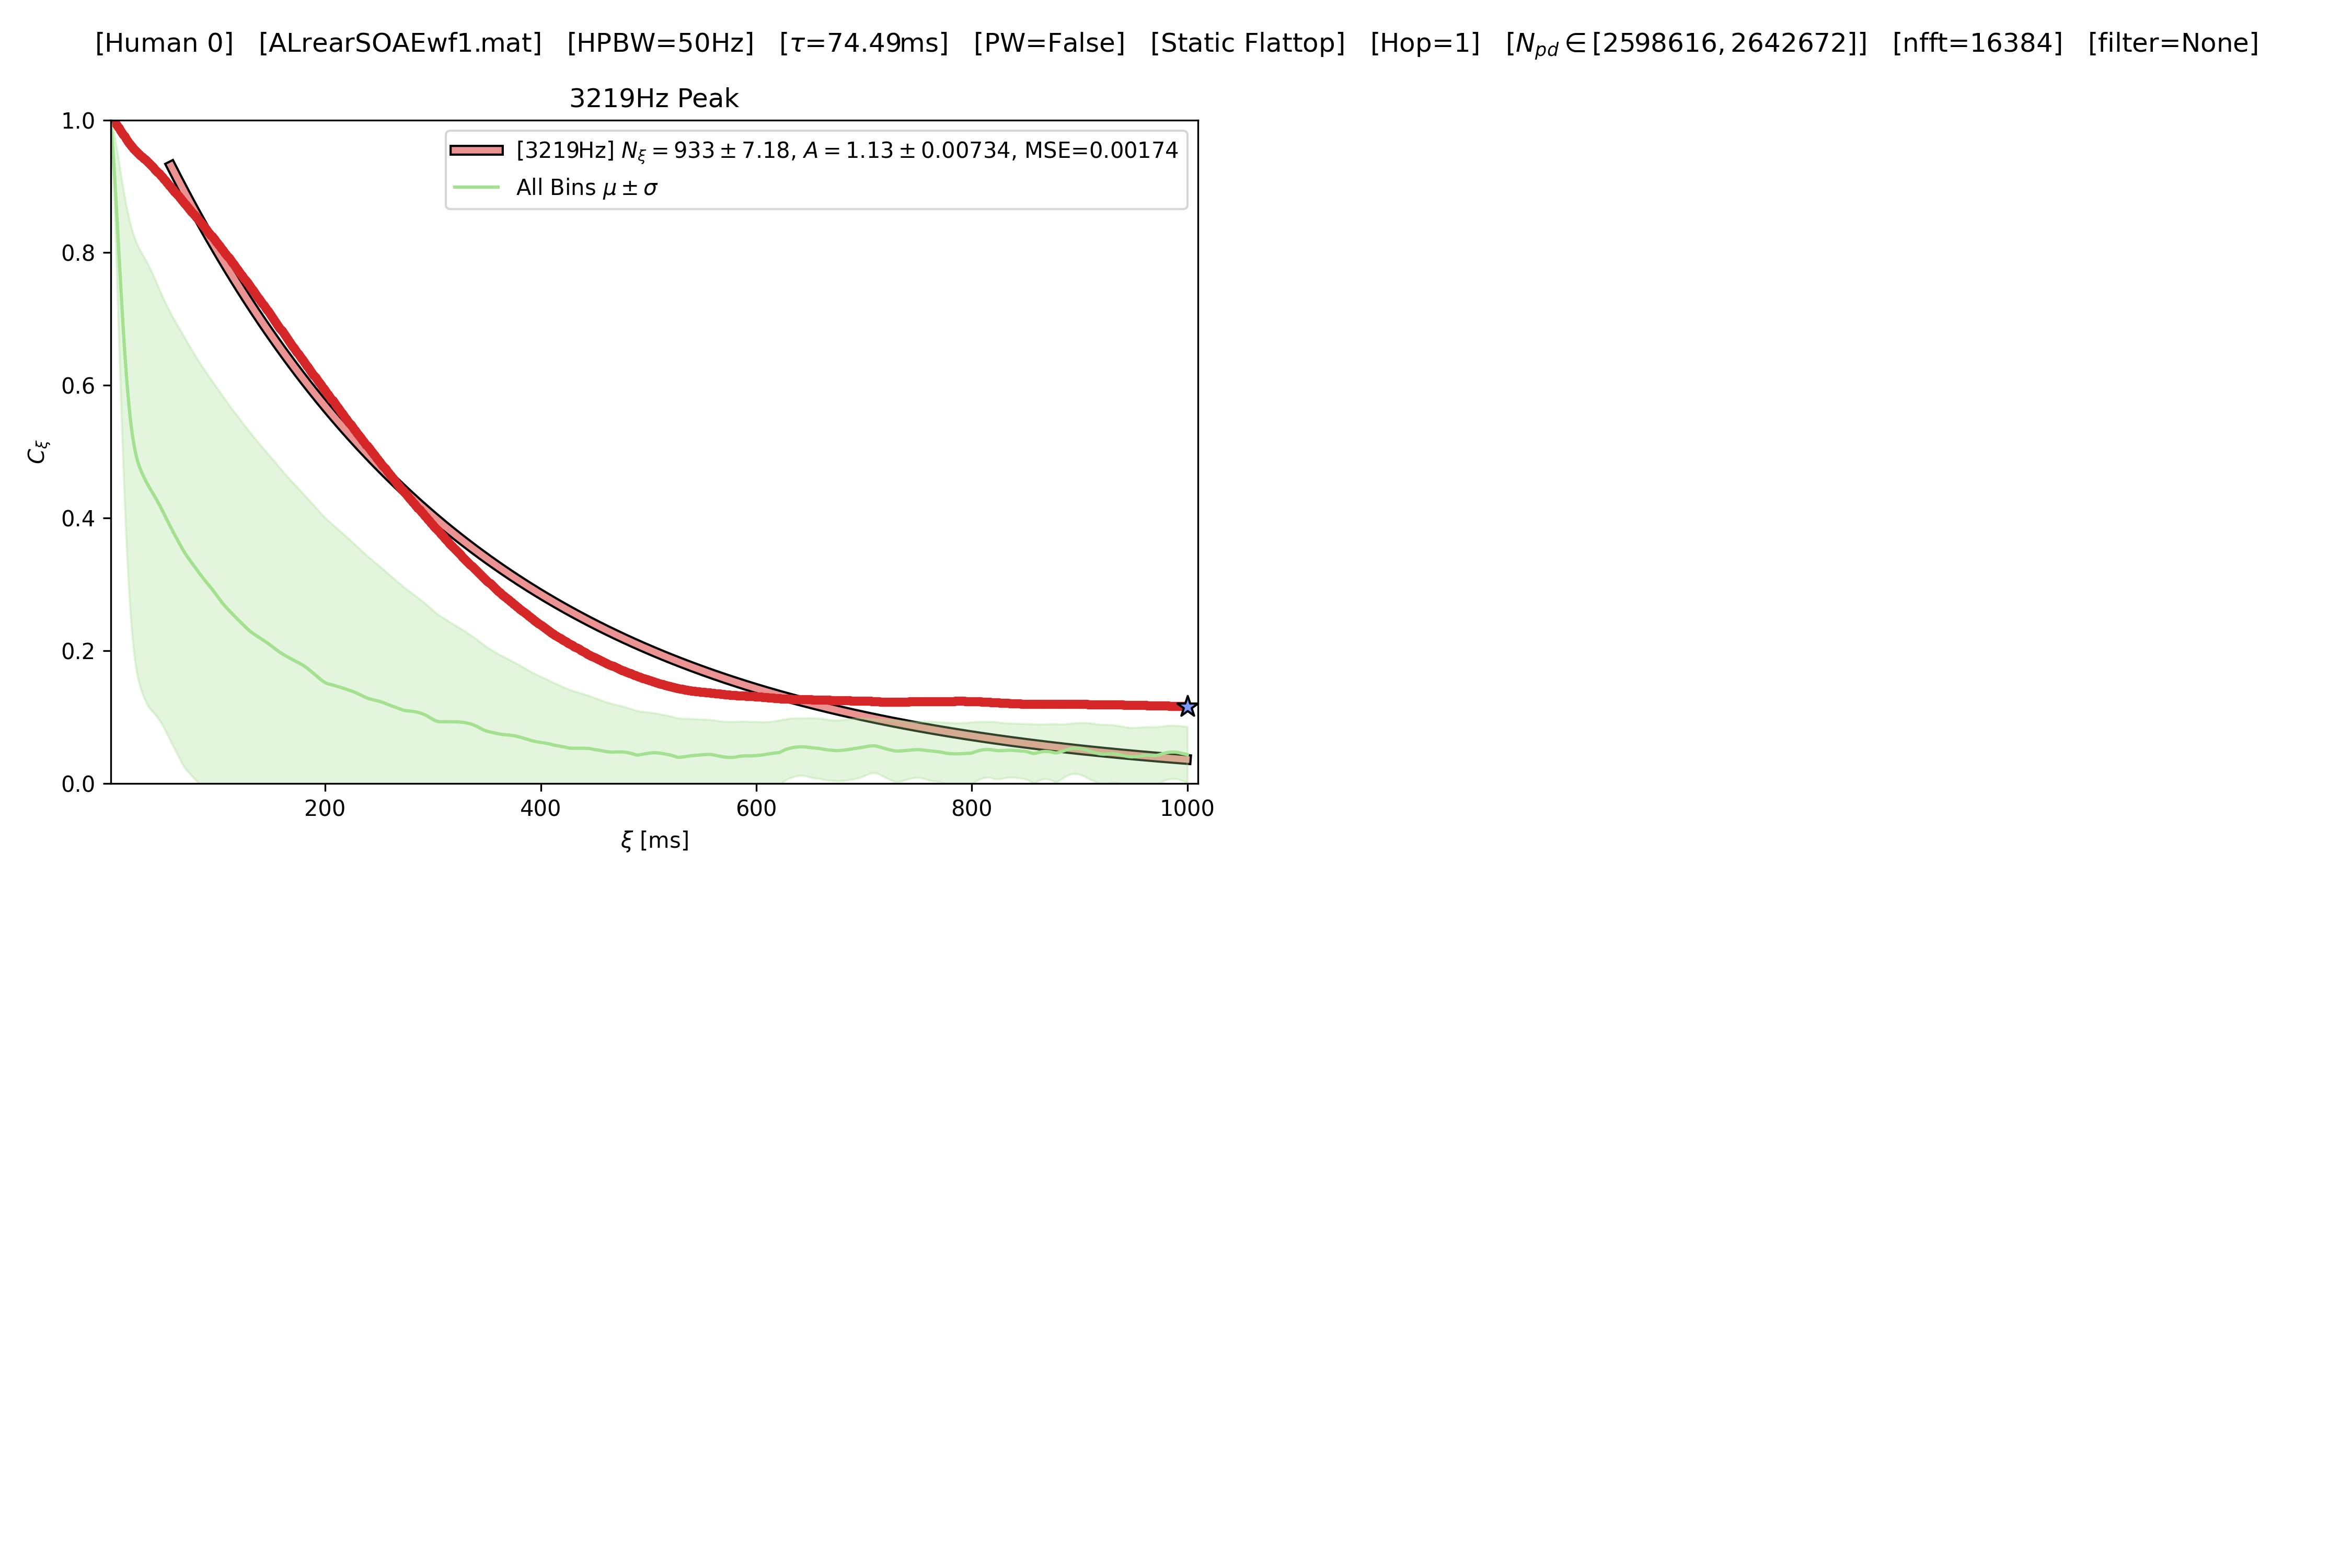 [Human 0]   [ALrearSOAEwf1.mat]   [HPBW=50Hz]   [τ=74.49ms]   [PW=False]   [Static Flattop]   [Hop=1]   [N_pd ∈ [2598616, 2642672]]   [nfft=16384]   [filter=None]
3219Hz Peak
[3219Hz] N_ξ = 933 ± 7.18, A = 1.13 ± 0.00734, MSE=0.00174
All Bins μ ± σ
1.0
0.8
0.6
0.4
0.2
0.0
C_ξ
200 400 600 800 1000
ξ [ms]